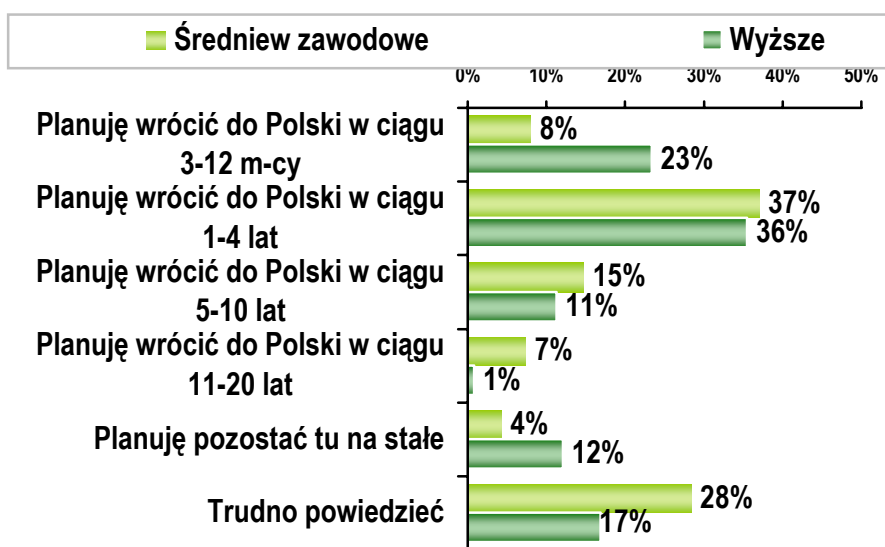 Średniew zawodowe Wyższe
0% 10% 20% 30% 40% 50%
Planuję wrócić do Polski w ciągu
3-12 m-cy
8%
23%
Planuję wrócić do Polski w ciągu
1-4 lat
37%
36%
Planuję wrócić do Polski w ciągu
5-10 lat
15%
11%
Planuję wrócić do Polski w ciągu
11-20 lat
7%
1%
Planuję pozostać tu na stałe
4%
12%
Trudno powiedzieć
28%
17%